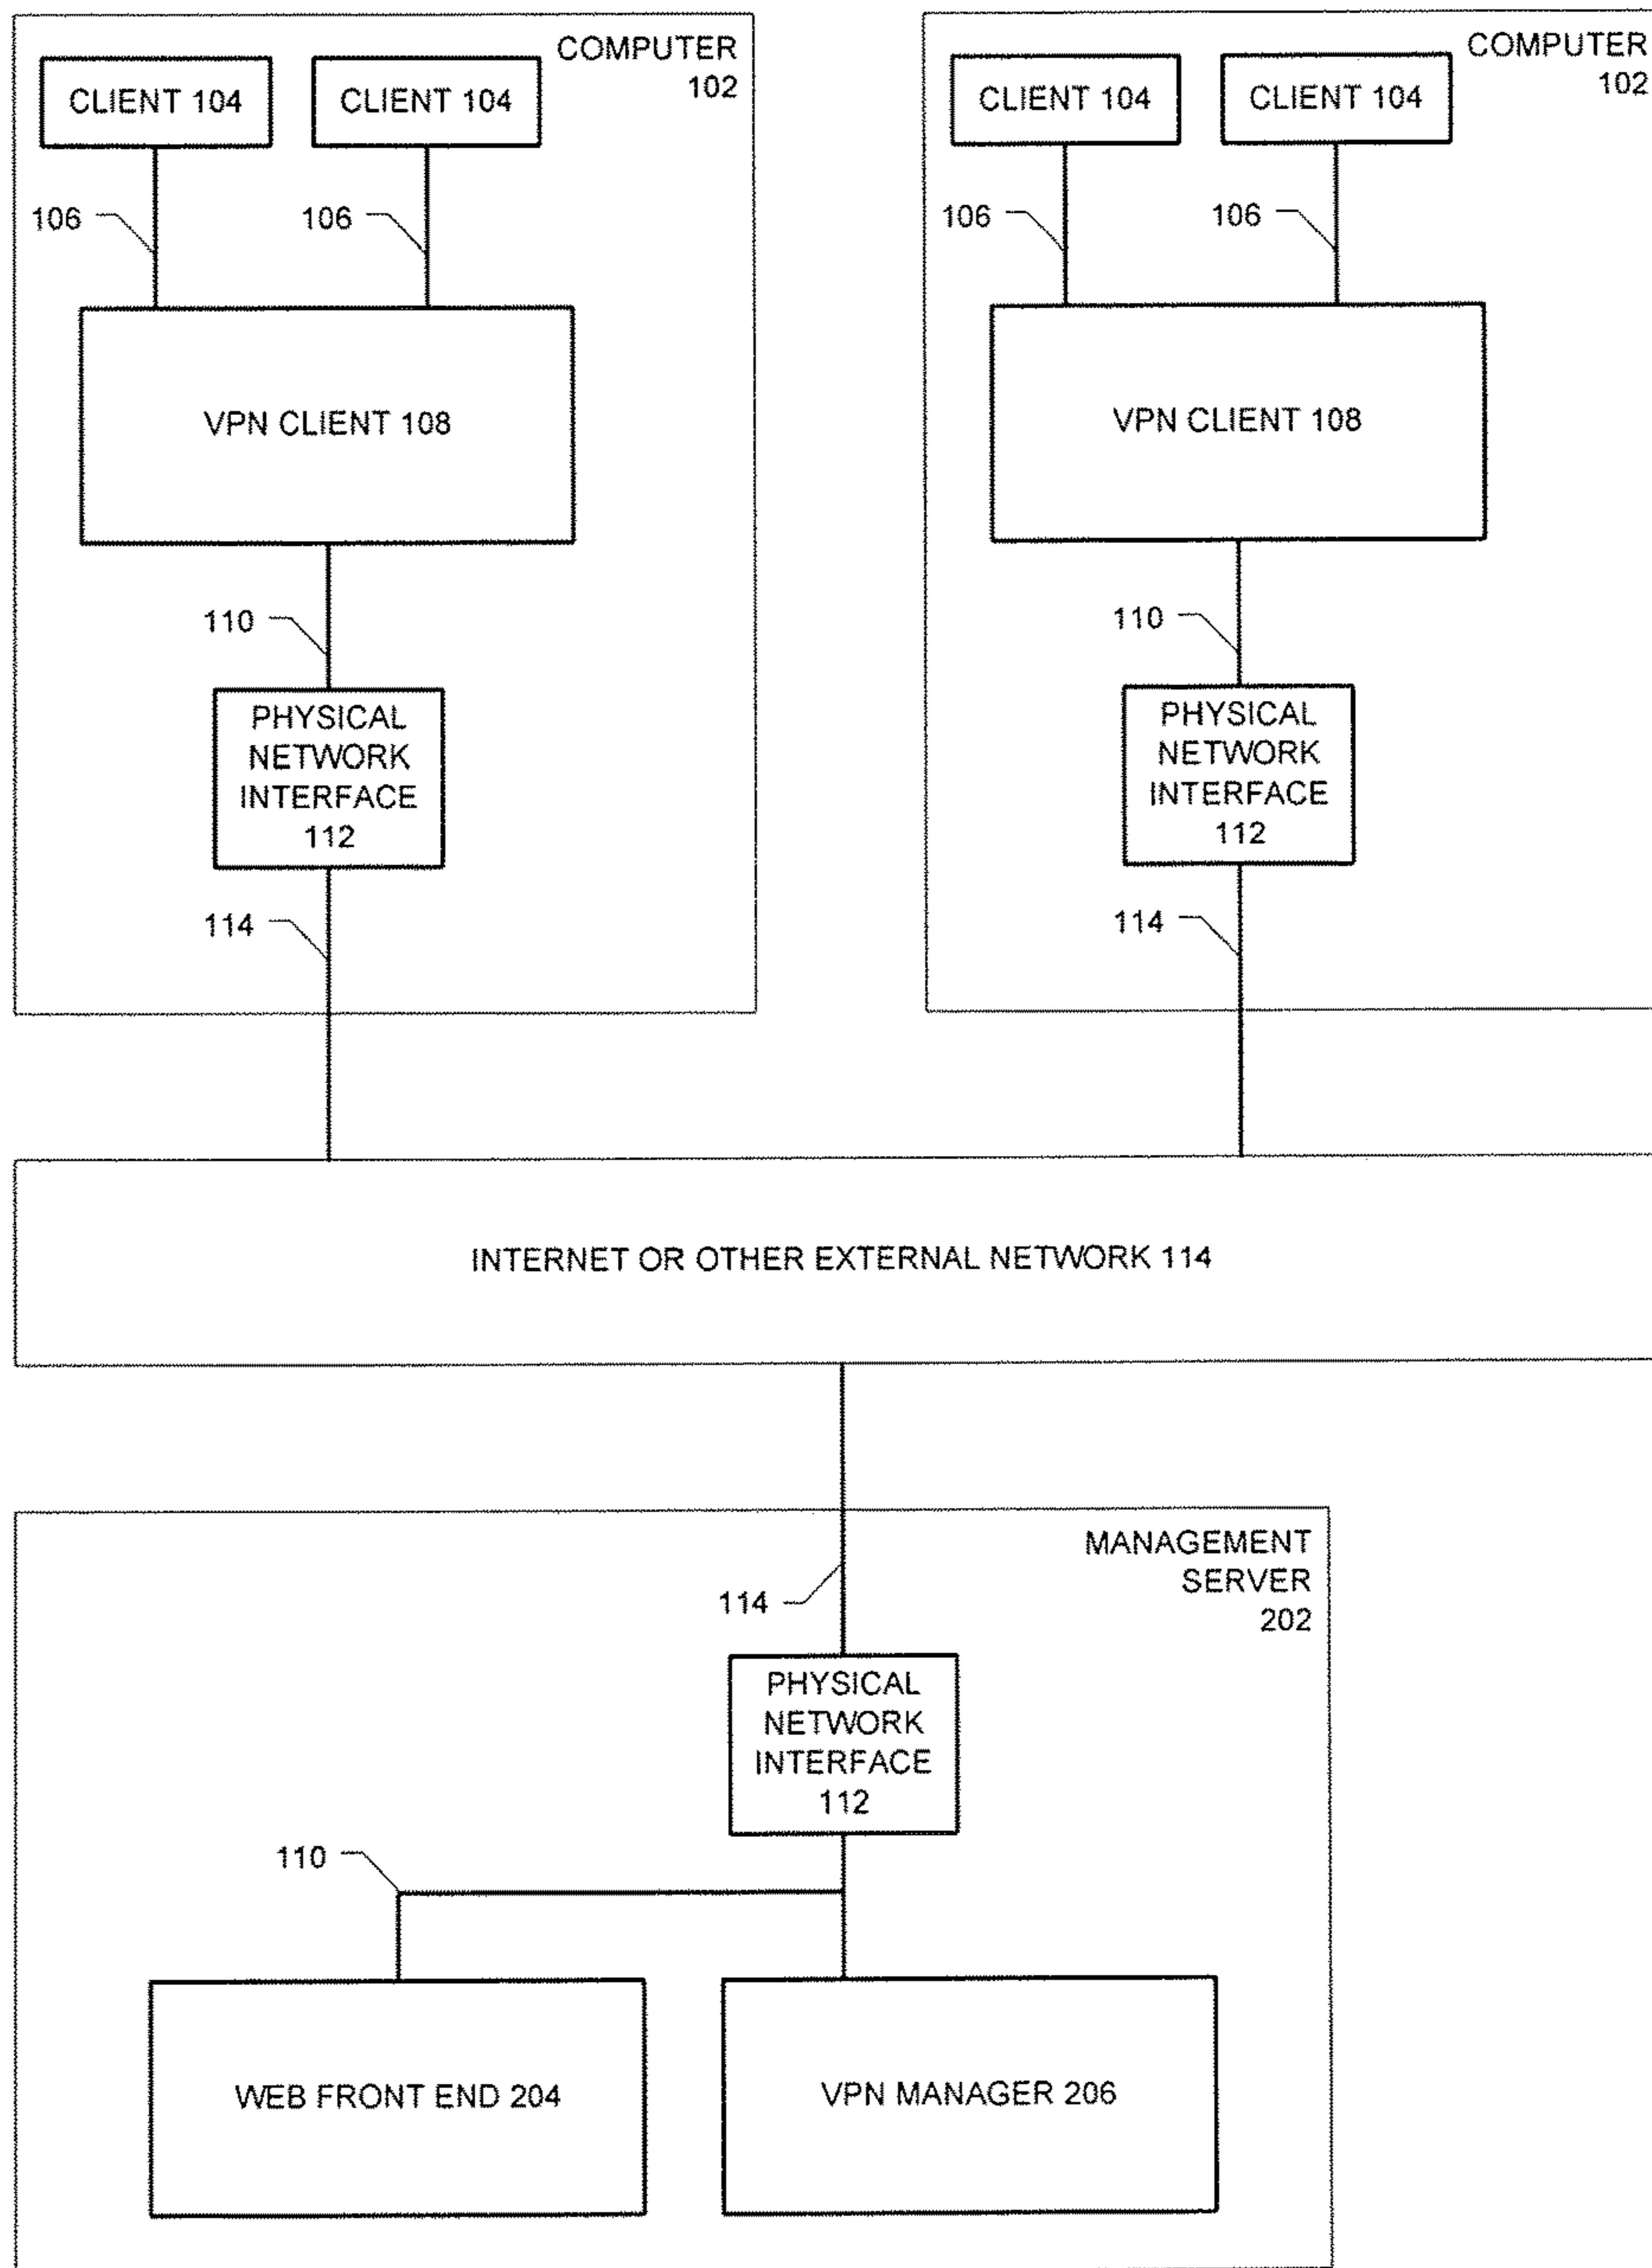 COMPUTER
102
CLIENT 104
CLIENT 104
106
106
VPN CLIENT 108
110
PHYSICAL
NETWORK
INTERFACE
112
114
COMPUTER
102
CLIENT 104
CLIENT 104
106
106
VPN CLIENT 108
110
PHYSICAL
NETWORK
INTERFACE
112
114
INTERNET OR OTHER EXTERNAL NETWORK 114
MANAGEMENT
SERVER
202
114
PHYSICAL
NETWORK
INTERFACE
112
110
WEB FRONT END 204
VPN MANAGER 206